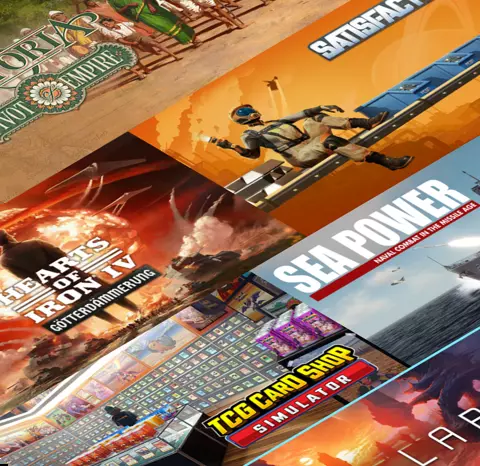 SATISFACT
ORIA
VOT EMPIRE
SEA POWER
NAVAL COMBAT IN THE MISSILE AGE
HEARTS
OF
IRON IV
GÖTTERDÄMMERUNG
TCG CARD SHOP
SIMULATOR
LAR